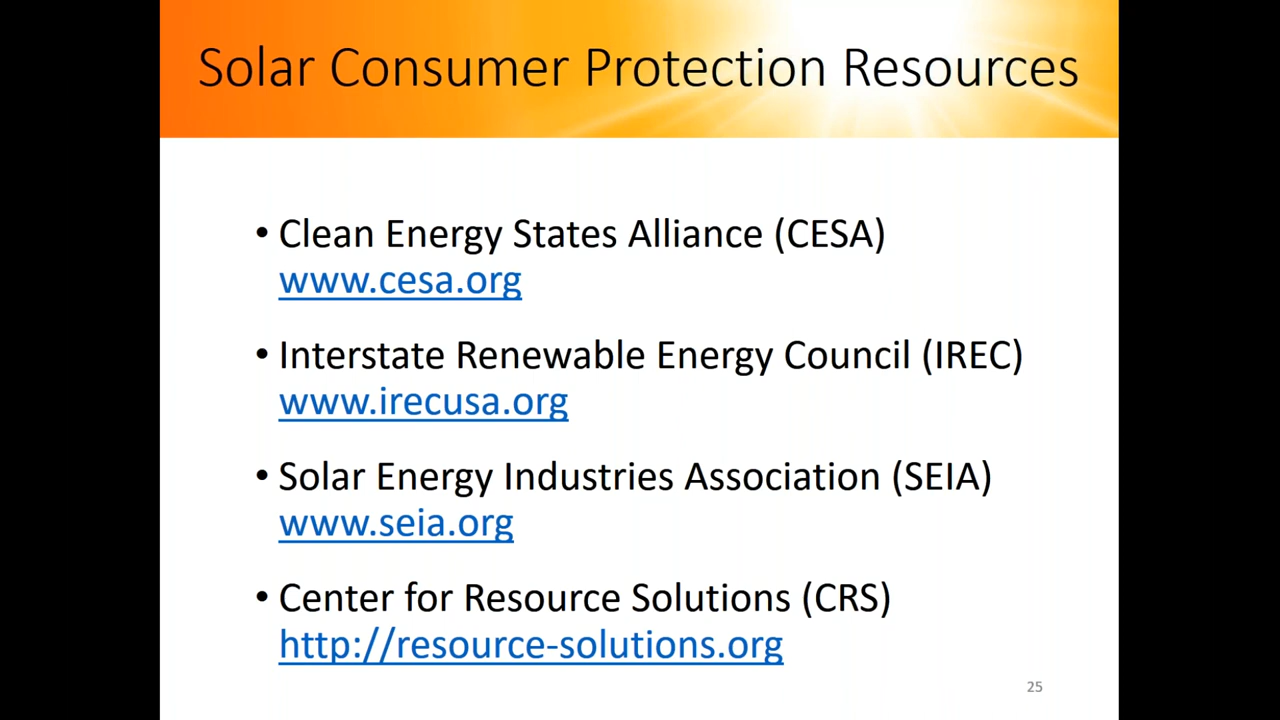 Solar Consumer Protection Resources
• Clean Energy States Alliance (CESA)
www.cesa.org
• Interstate Renewable Energy Council (IREC)
www.irecusa.org
• Solar Energy Industries Association (SEIA)
www.seia.org
• Center for Resource Solutions (CRS)
http://resource-solutions.org
25